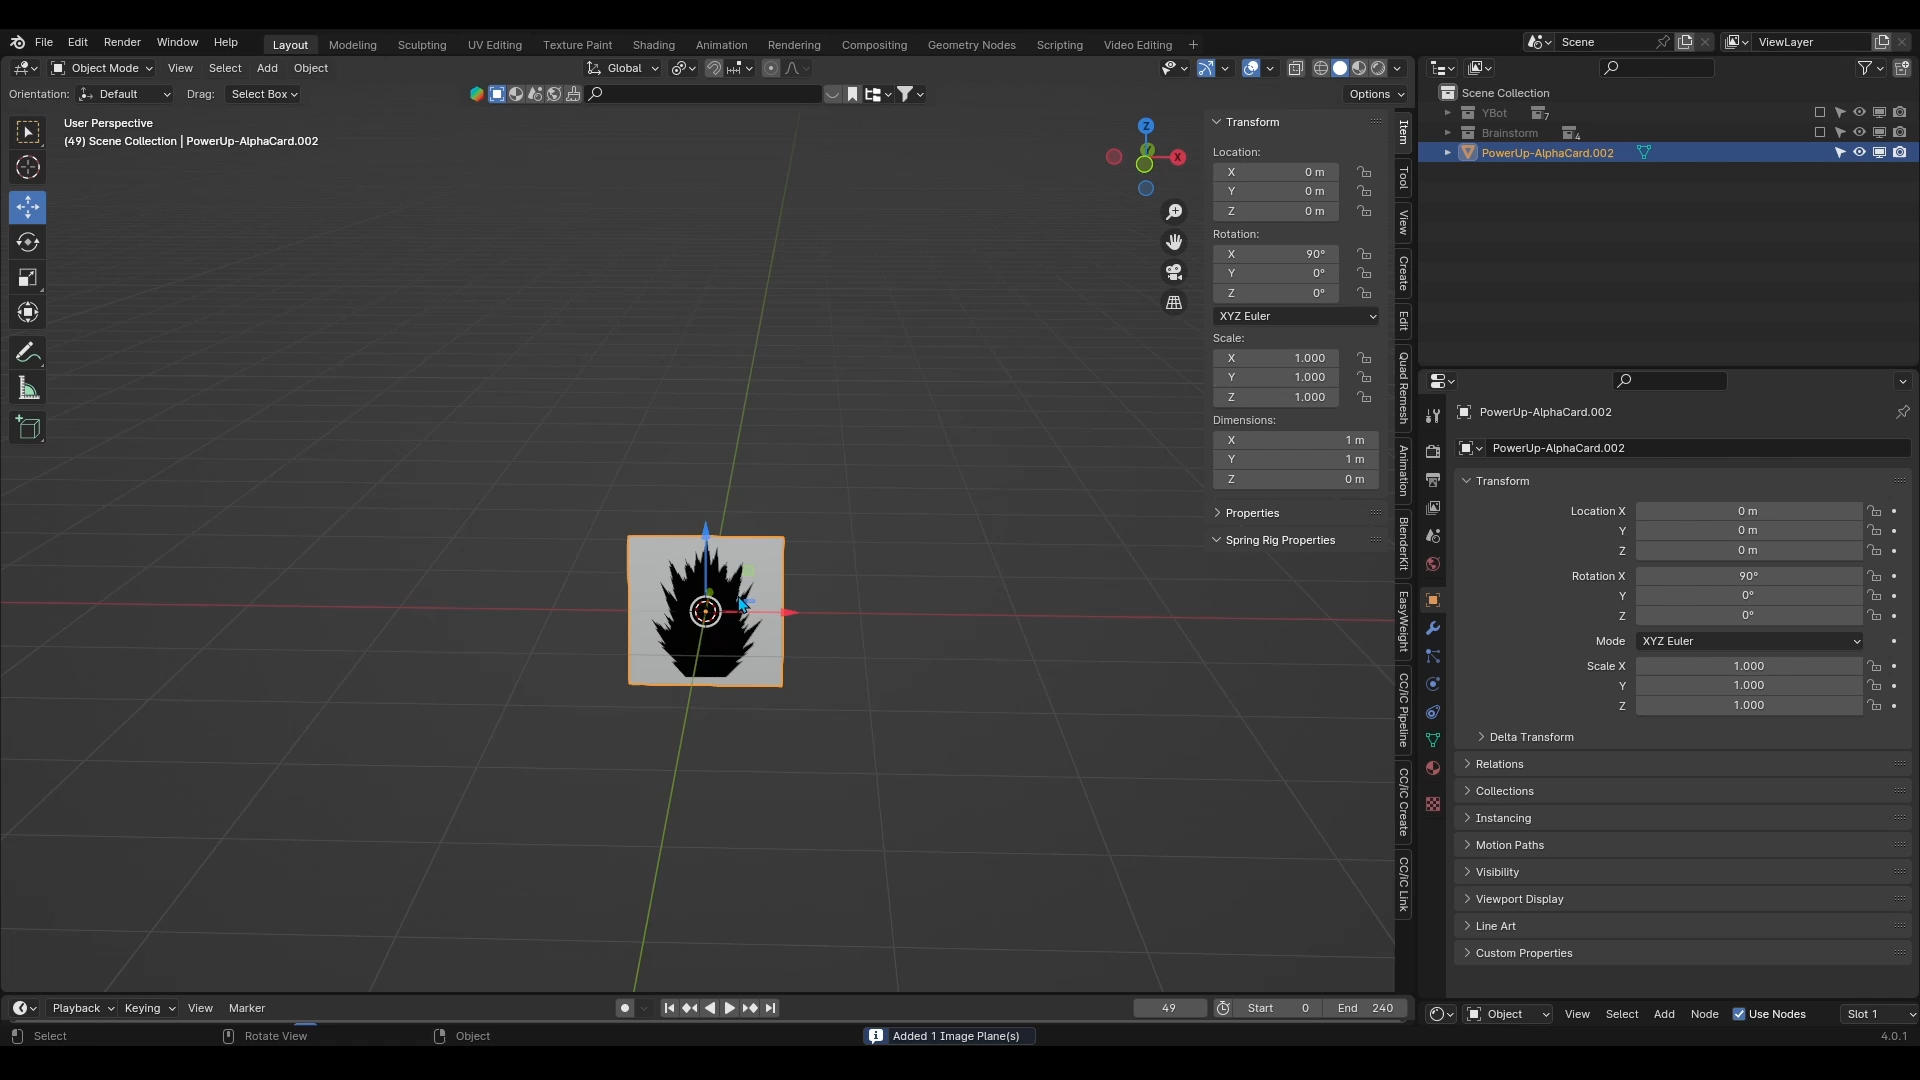 File Edit Render Window Help Layout Modeling Sculpting UV Editing Texture Paint Shading Animation Rendering Compositing Geometry Nodes Scripting Video Editing + Scene ViewLayer
Object Mode View Select Add Object Global
Orientation: Default Drag: Select Box Options
User Perspective
(49) Scene Collection | PowerUp-AlphaCard.002
Z
X
Y
Transform
Location:
X 0 m
Y 0 m
Z 0 m
Rotation:
X 90°
Y 0°
Z 0°
XYZ Euler
Scale:
X 1.000
Y 1.000
Z 1.000
Dimensions:
X 1 m
Y 1 m
Z 0 m
Properties
Spring Rig Properties
Item
Tool
View
Create
Edit
Quad Remesh
Animation
BlenderKit
EasyWeight
CC/iC Pipeline
CC/iC Create
CC/iC Link
Scene Collection
YBot 7
Brainstorm 4
PowerUp-AlphaCard.002
PowerUp-AlphaCard.002
PowerUp-AlphaCard.002
Transform
Location X 0 m
Y 0 m
Z 0 m
Rotation X 90°
Y 0°
Z 0°
Mode XYZ Euler
Scale X 1.000
Y 1.000
Z 1.000
Delta Transform
Relations
Collections
Instancing
Motion Paths
Visibility
Viewport Display
Line Art
Custom Properties
Playback Keying View Marker 49 Start 0 End 240
Object View Select Add Node Use Nodes Slot 1
Select Rotate View Object Added 1 Image Plane(s) 4.0.1